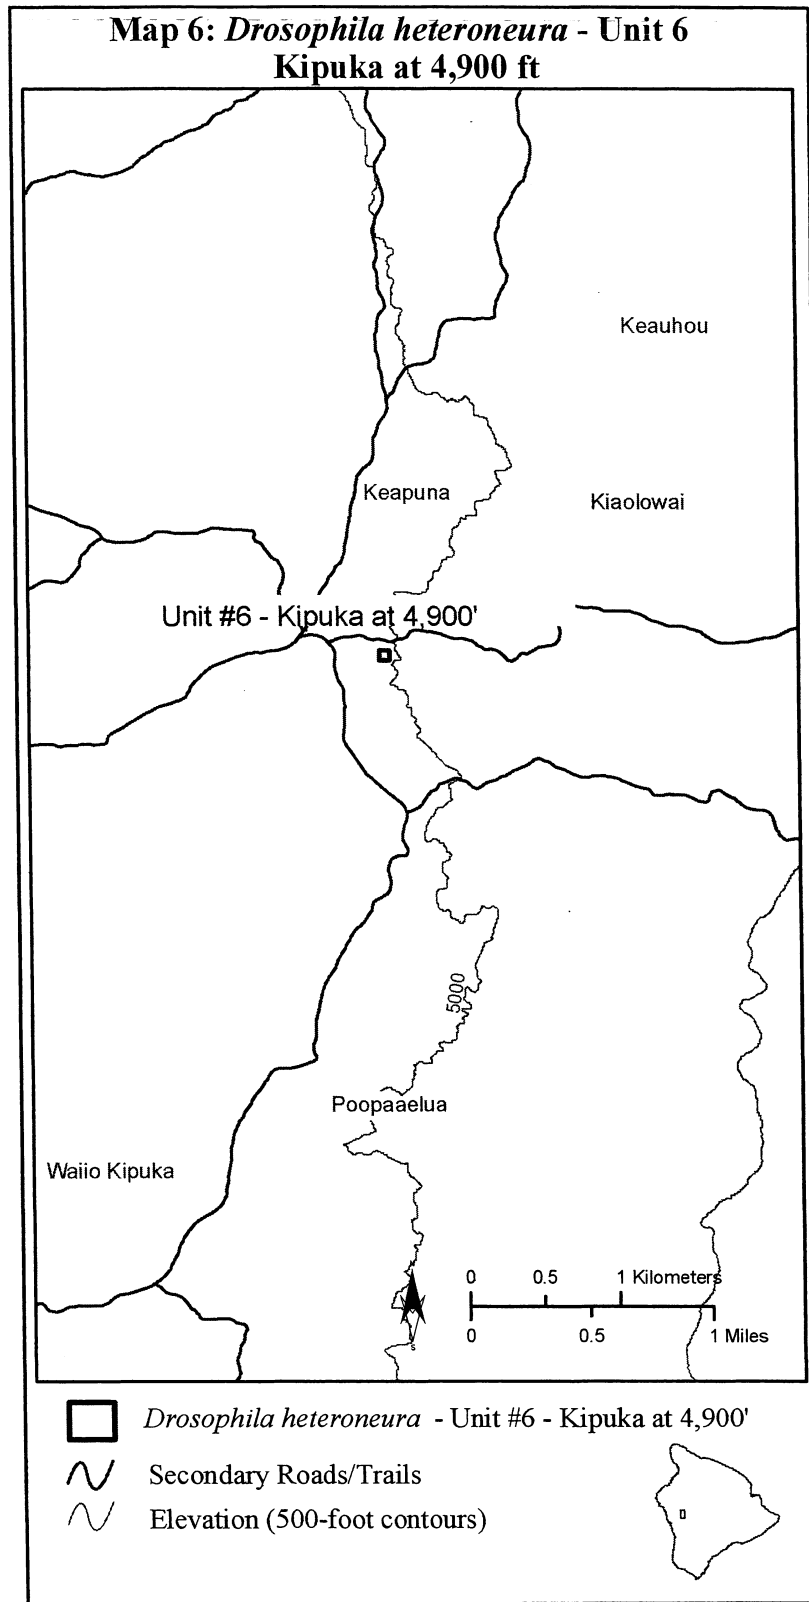 Map 6: Drosophila heteroneura - Unit 6
Kipuka at 4,900 ft
Keauhou
Keapuna
Kiaolowai
Unit #6 - Kipuka at 4,900'
5000
Poopaaelua
Waiio Kipuka
0 0.5 1 Kilometers
0 0.5 1 Miles
S
Drosophila heteroneura - Unit #6 - Kipuka at 4,900'
Secondary Roads/Trails
Elevation (500-foot contours)